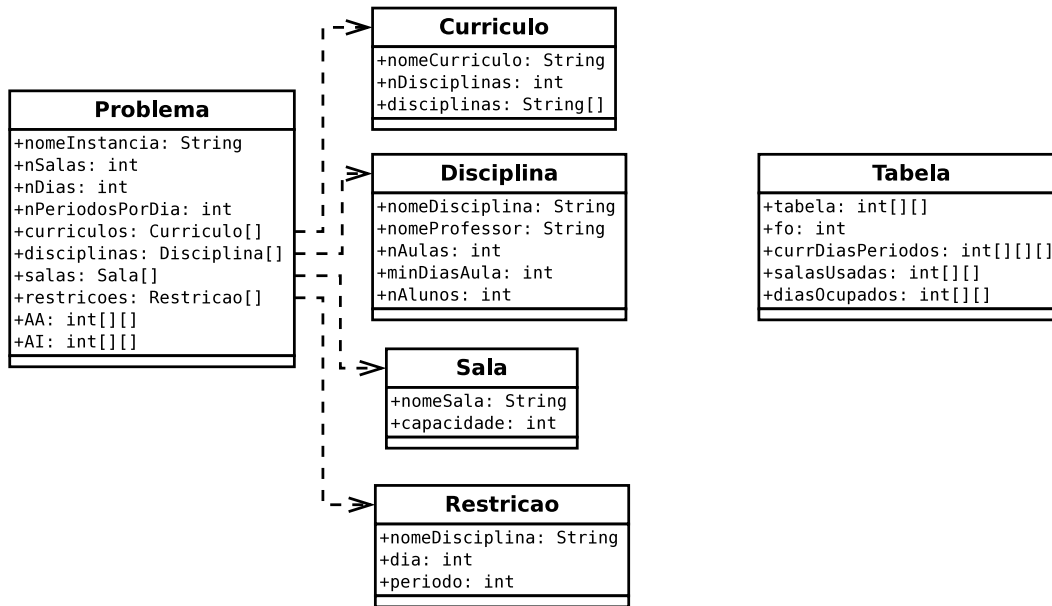 Problema
+nomeInstancia: String
+nSalas: int
+nDias: int
+nPeriodosPorDia: int
+curriculos: Curriculo[]
+disciplinas: Disciplina[]
+salas: Sala[]
+restricoes: Restricao[]
+AA: int[][]
+AI: int[][]
Curriculo
+nomeCurriculo: String
+nDisciplinas: int
+disciplinas: String[]
Disciplina
+nomeDisciplina: String
+nomeProfessor: String
+nAulas: int
+minDiasAula: int
+nAlunos: int
Sala
+nomeSala: String
+capacidade: int
Restricao
+nomeDisciplina: String
+dia: int
+periodo: int
Tabela
+tabela: int[][]
+fo: int
+currDiasPeriodos: int[][][]
+salasUsadas: int[][]
+diasOcupados: int[][]